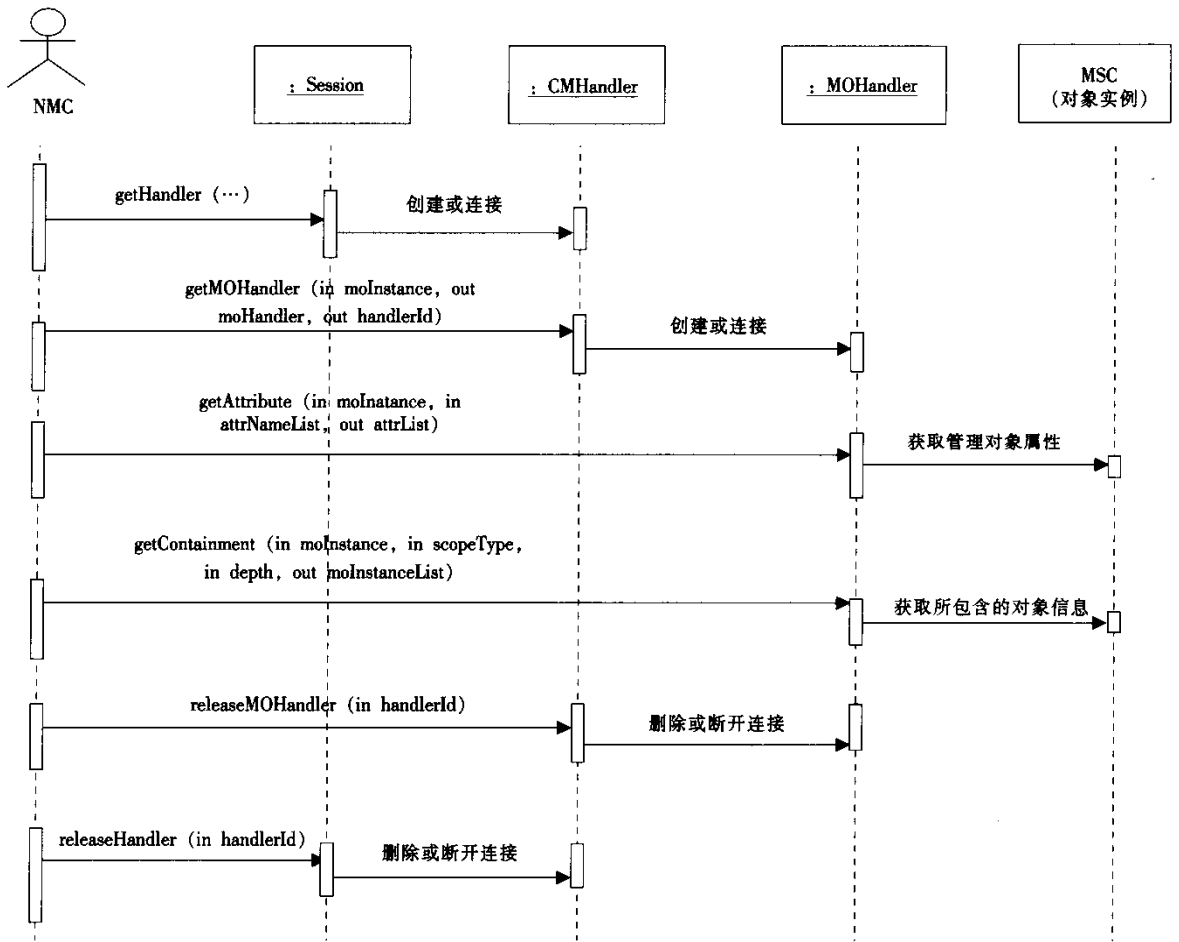 NMC
: Session
: CMHandler
: MOHandler
MSC
(对象实例)
getHandler (…)
创建或连接
getMOHandler (in moInstance, out
moHandler, out handlerId)
创建或连接
getAttribute (in moInatance, in
attrNameList, out attrList)
获取管理对象属性
getContainment (in moInstance, in scopeType,
in depth, out moInstanceList)
获取所包含的对象信息
releaseMOHandler (in handlerId)
删除或断开连接
releaseHandler (in handlerId)
删除或断开连接